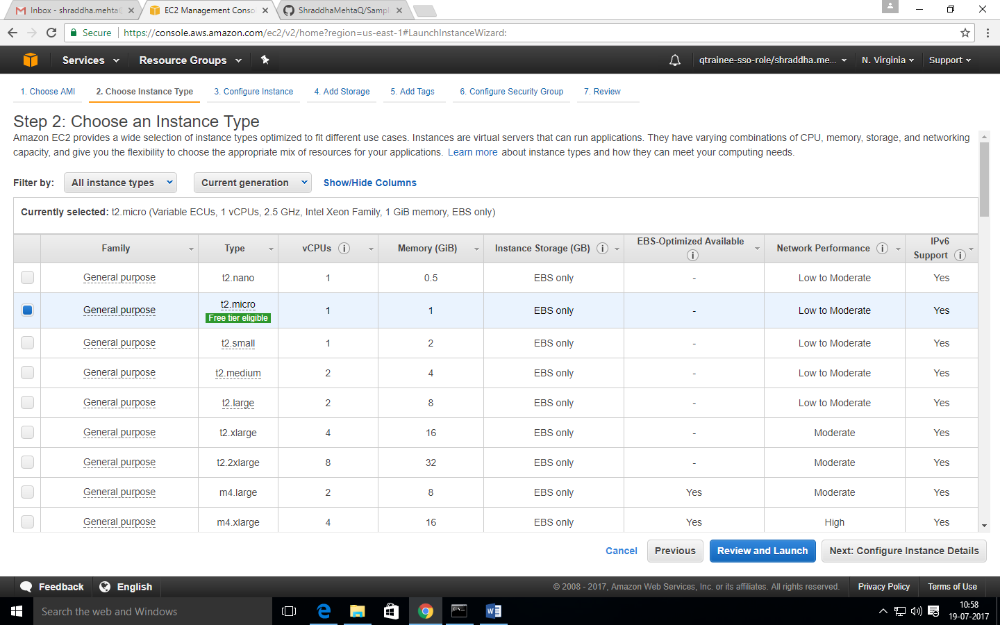 Inbox - shraddha.mehta
EC2 Management Conso
ShraddhaMehtaQ/Sampl
Secure
https://console.aws.amazon.com/ec2/v2/home?region=us-east-1#LaunchInstanceWizard:
Services
Resource Groups
qtrainee-sso-role/shraddha.me...
N. Virginia
Support
1. Choose AMI
2. Choose Instance Type
3. Configure Instance
4. Add Storage
5. Add Tags
6. Configure Security Group
7. Review
Step 2: Choose an Instance Type
Amazon EC2 provides a wide selection of instance types optimized to fit different use cases. Instances are virtual servers that can run applications. They have varying combinations of CPU, memory, storage, and networking
capacity, and give you the flexibility to choose the appropriate mix of resources for your applications. Learn more about instance types and how they can meet your computing needs.
Filter by: All instance types Current generation Show/Hide Columns
Currently selected: t2.micro (Variable ECUs, 1 vCPUs, 2.5 GHz, Intel Xeon Family, 1 GiB memory, EBS only)
Family Type vCPUs Memory (GiB) Instance Storage (GB) EBS-Optimized Available Network Performance IPv6 Support
General purpose t2.nano 1 0.5 EBS only - Low to Moderate Yes
General purpose t2.micro Free tier eligible 1 1 EBS only - Low to Moderate Yes
General purpose t2.small 1 2 EBS only - Low to Moderate Yes
General purpose t2.medium 2 4 EBS only - Low to Moderate Yes
General purpose t2.large 2 8 EBS only - Low to Moderate Yes
General purpose t2.xlarge 4 16 EBS only - Moderate Yes
General purpose t2.2xlarge 8 32 EBS only - Moderate Yes
General purpose m4.large 2 8 EBS only Yes Moderate Yes
General purpose m4.xlarge 4 16 EBS only Yes High Yes
Cancel Previous Review and Launch Next: Configure Instance Details
Feedback English © 2008 - 2017, Amazon Web Services, Inc. or its affiliates. All rights reserved. Privacy Policy Terms of Use
Search the web and Windows
10:58
19-07-2017